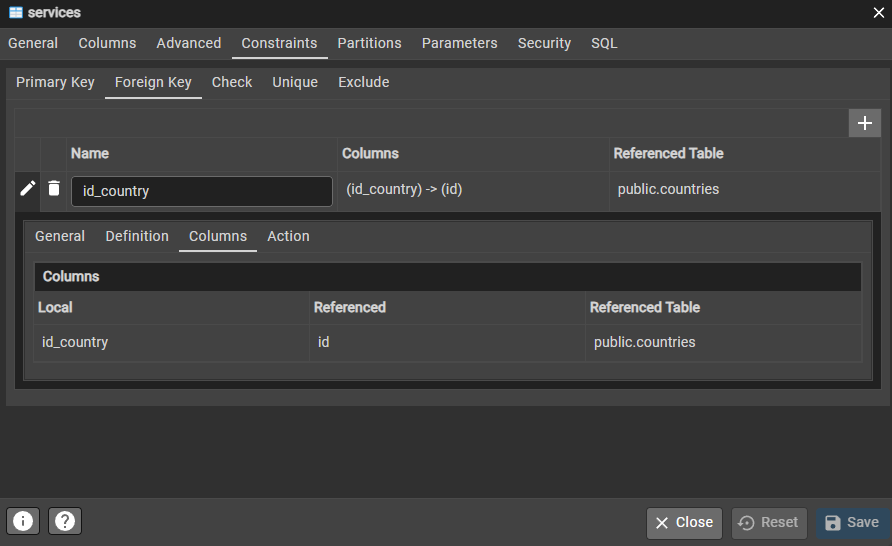 services
General Columns Advanced Constraints Partitions Parameters Security SQL
Primary Key Foreign Key Check Unique Exclude
Name Columns Referenced Table
id_country (id_country) -> (id) public.countries
General Definition Columns Action
Columns
Local Referenced Referenced Table
id_country id public.countries
Close Reset Save